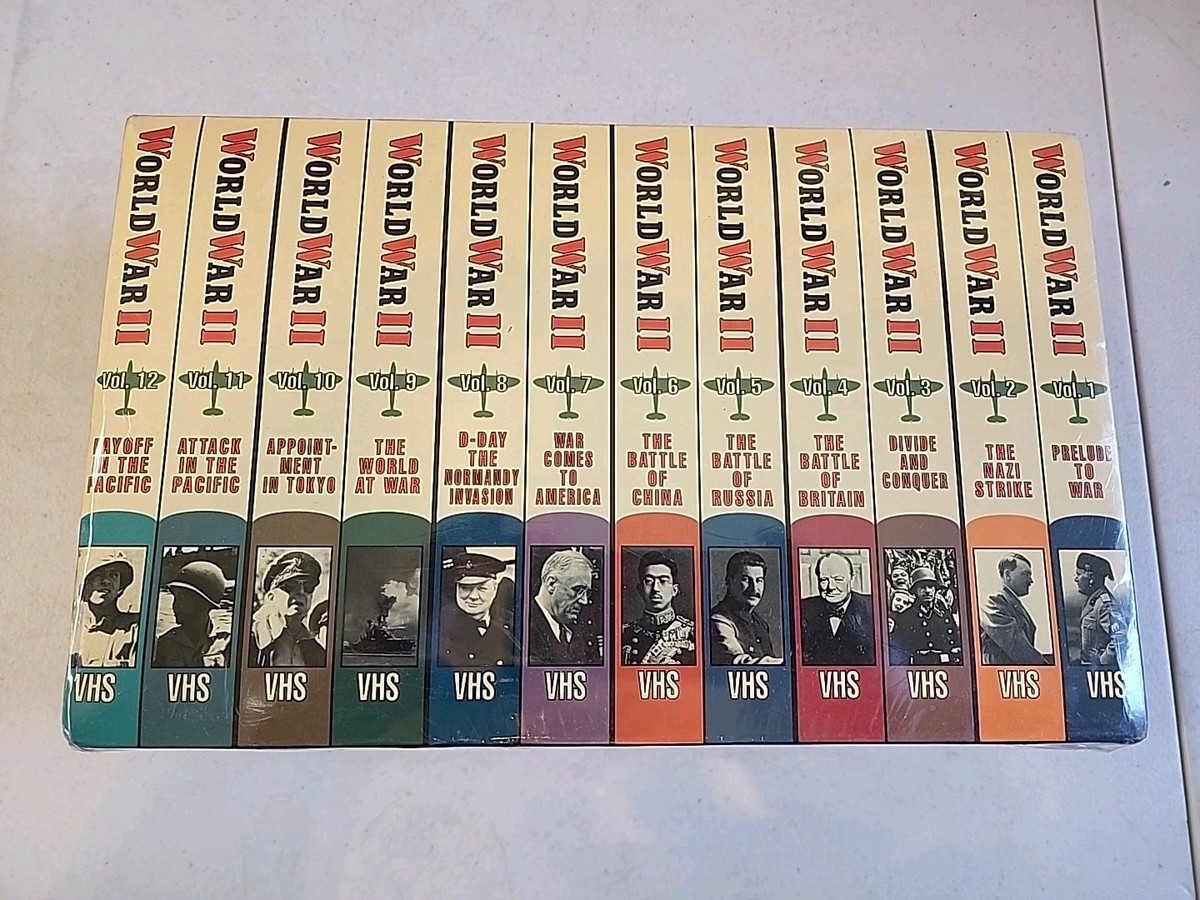 WORLD WAR II
Vol. 12
PAYOFF
IN THE
PACIFIC
VHS
WORLD WAR II
Vol. 11
ATTACK
IN THE
PACIFIC
VHS
WORLD WAR II
Vol. 10
APPOINT-
MENT
IN TOKYO
VHS
WORLD WAR II
Vol. 9
THE
WORLD
AT WAR
VHS
WORLD WAR II
Vol. 8
D-DAY
THE
NORMANDY
INVASION
VHS
WORLD WAR II
Vol. 7
WAR
COMES
TO
AMERICA
VHS
WORLD WAR II
Vol. 6
THE
BATTLE
OF
CHINA
VHS
WORLD WAR II
Vol. 5
THE
BATTLE
OF
RUSSIA
VHS
WORLD WAR II
Vol. 4
THE
BATTLE
OF
BRITAIN
VHS
WORLD WAR II
Vol. 3
DIVIDE
AND
CONQUER
VHS
WORLD WAR II
Vol. 2
THE
NAZI
STRIKE
VHS
WORLD WAR II
Vol. 1
PRELUDE
TO
WAR
VHS